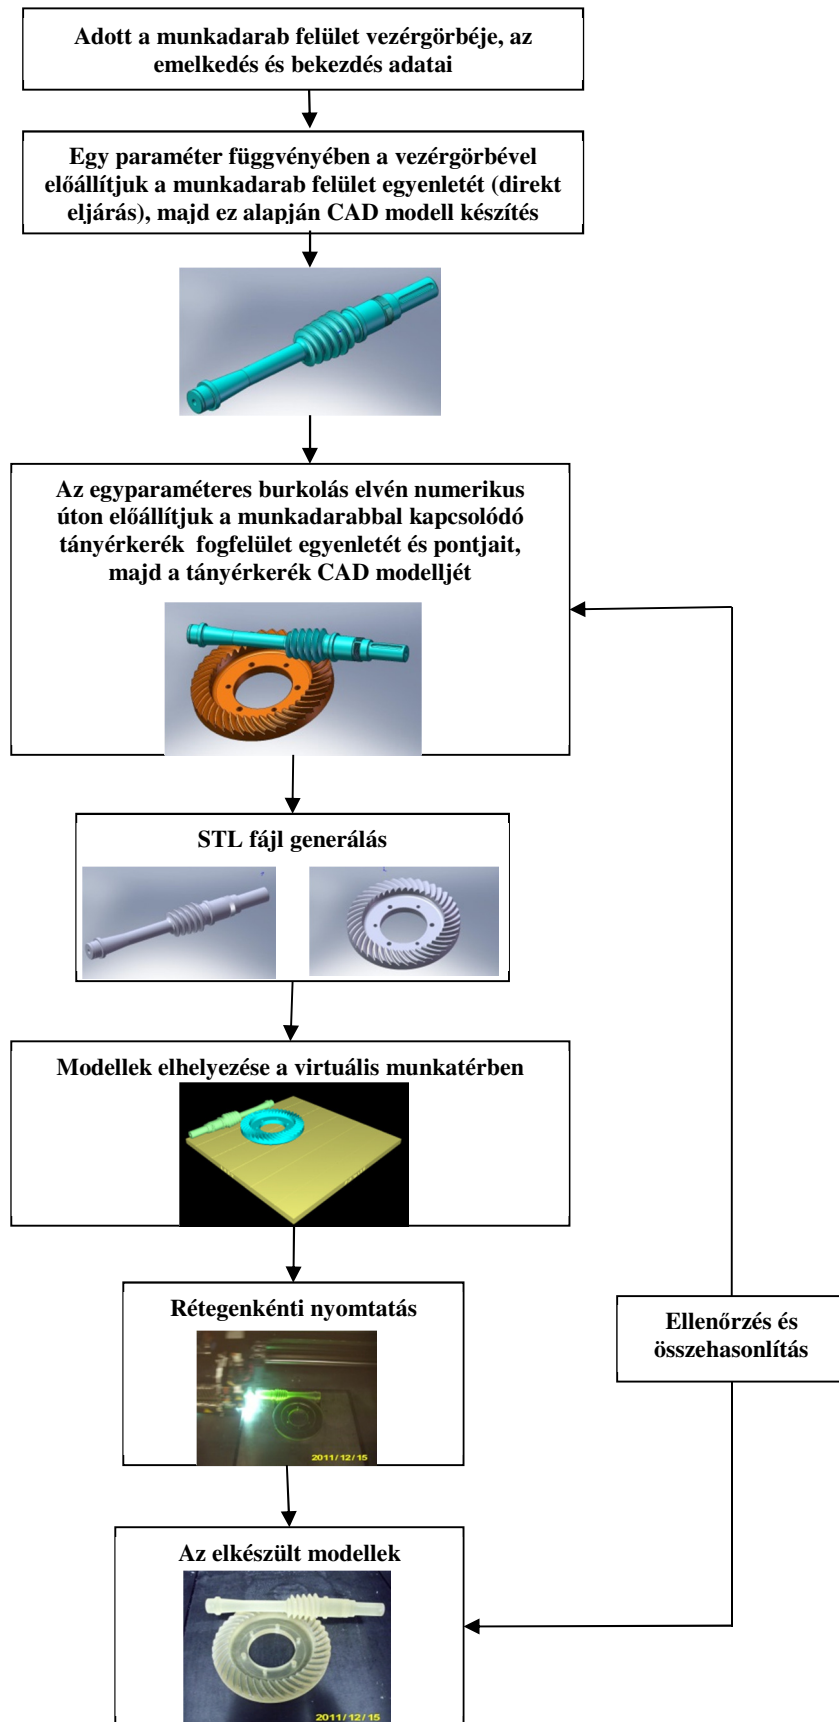 Adott a munkadarab felület vezérgörbéje, az
emelkedés és bekezdés adatai
Egy paraméter függvényében a vezérgörbével
előállítjuk a munkadarab felület egyenletét (direkt
eljárás), majd ez alapján CAD modell készítés
Az egyparaméteres burkolás elvén numerikus
úton előállítjuk a munkadarabbal kapcsolódó
tányérkerék fogfelület egyenletét és pontjait,
majd a tányérkerék CAD modelljét
STL fájl generálás
Modellek elhelyezése a virtuális munkatérben
Rétegenkénti nyomtatás
2011/12/15
Ellenőrzés és
összehasonlítás
Az elkészült modellek
2011/12/15